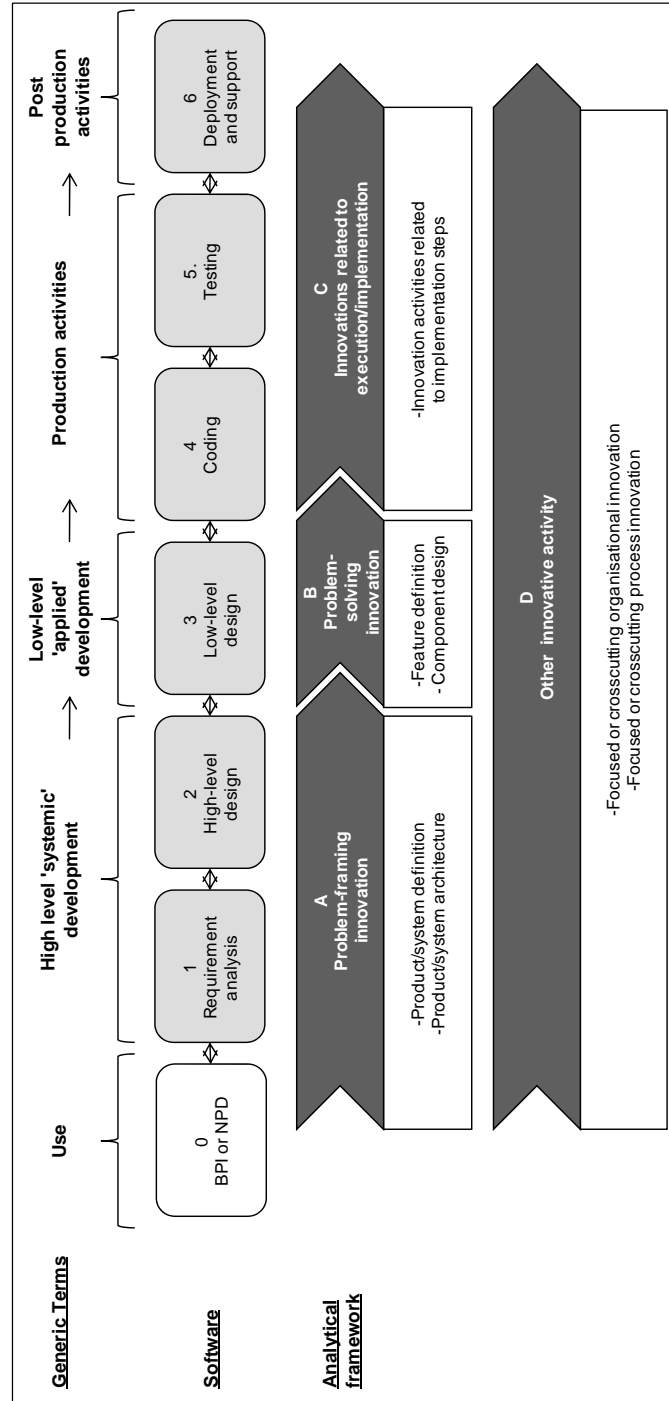 Generic Terms
Use
High level 'systemic'
development
Low-level
'applied'
development
Production activities
Post
production
activities
Software
0
BPI or NPD
1
Requirement
analysis
2
High-level
design
3
Low-level
design
4
Coding
5.
Testing
6
Deployment
and support
Analytical
framework
A
Problem-framing
innovation
B
Problem-
solving
innovation
C
Innovations related to
execution/implementation
-Product/system definition
-Product/system architecture
-Feature definition
- Component design
-Innovation activities related
to implementation steps
D
Other innovative activity
-Focused or crosscutting organisational innovation
-Focused or crosscutting process innovation